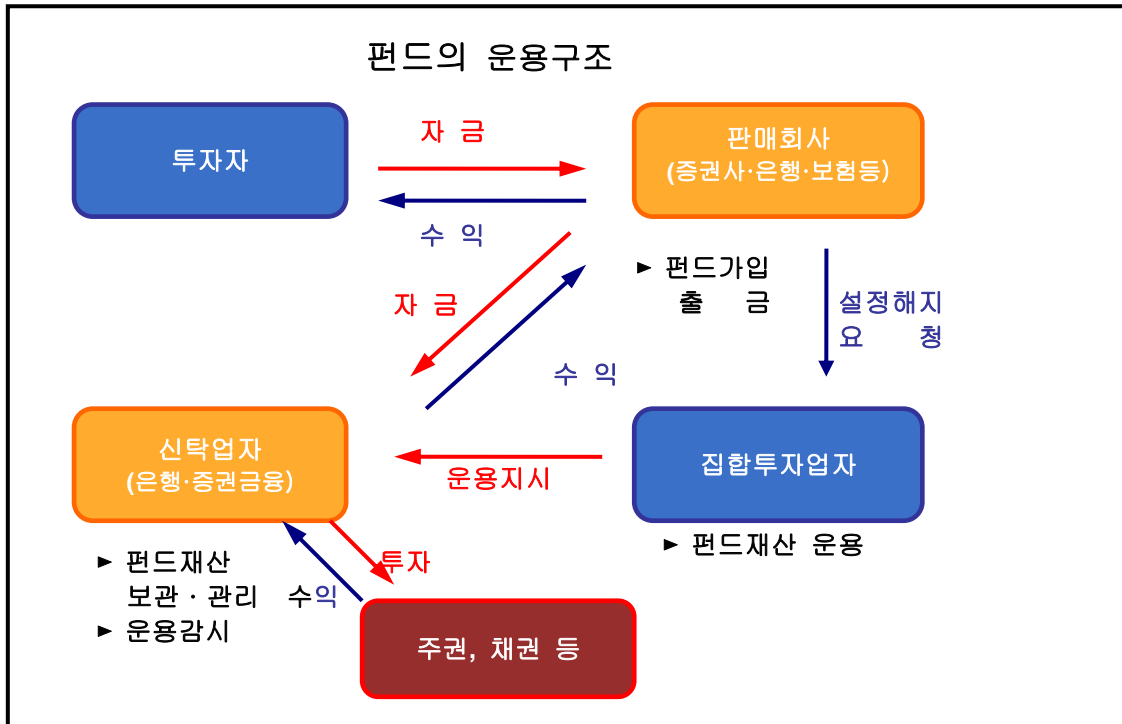 펀드의 운용구조
투자자
자 금
판매회사
(증권사·은행·보험등)
수 익
► 펀드가입
출 금
자 금
설정해지
요 청
수 익
신탁업자
(은행·증권금융)
운용지시
집합투자업자
► 펀드재산 운용
► 펀드재산
보관 · 관리
► 운용감시
투자
수익
주권, 채권 등